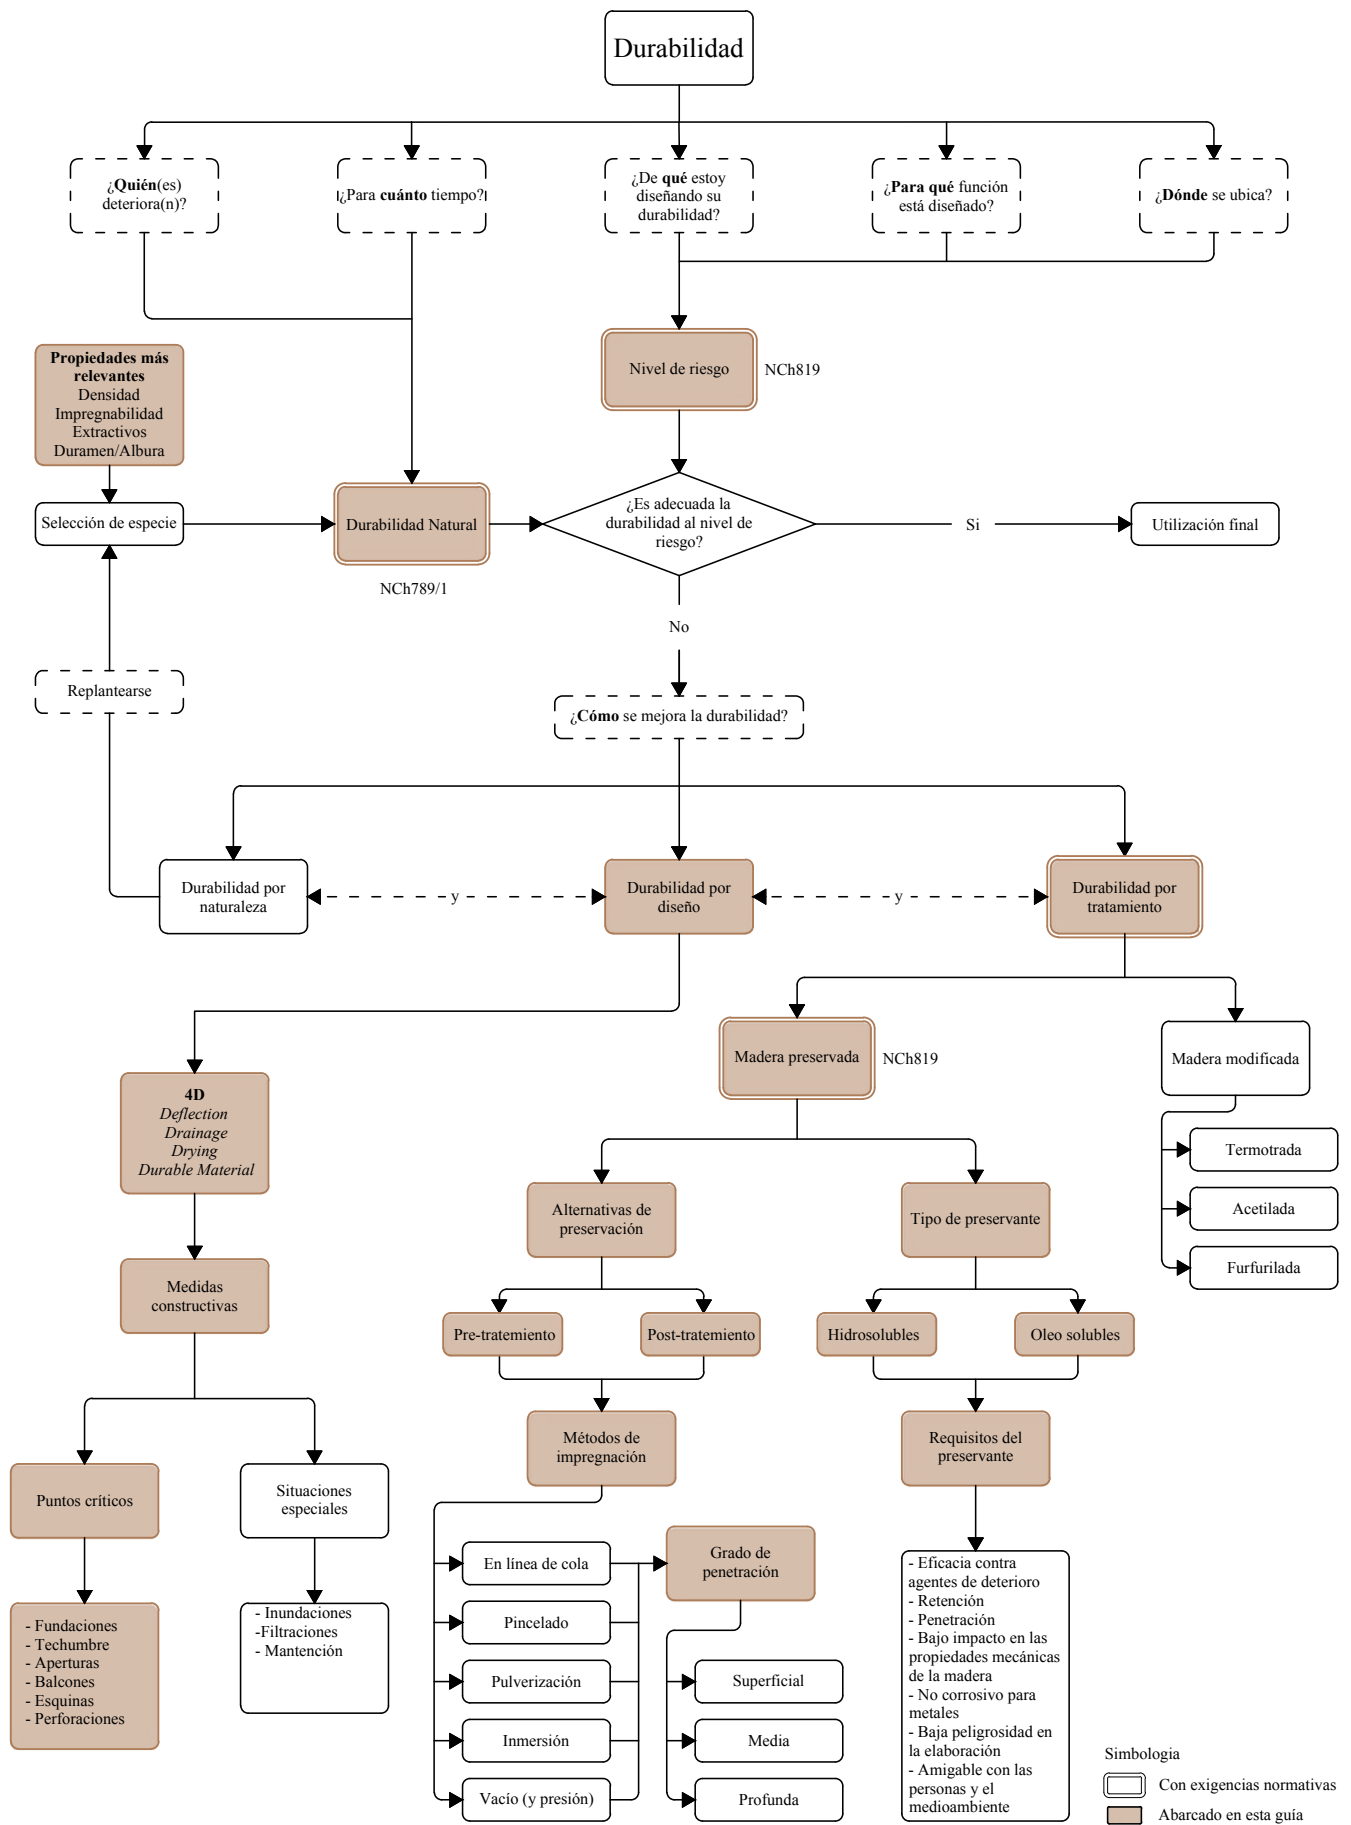 Durabilidad
¿Quién(es)
deteriora(n)?
¿Para cuánto tiempo?
¿De qué estoy
diseñando su
durabilidad?
¿Para qué función
está diseñado?
¿Dónde se ubica?
Propiedades más
relevantes
Densidad
Impregnabilidad
Extractivos
Duramen/Albura
Nivel de riesgo
NCh819
Selección de especie
Durabilidad Natural
NCh789/1
¿Es adecuada la
durabilidad al nivel de
riesgo?
Si
Utilización final
No
Replantearse
¿Cómo se mejora la durabilidad?
Durabilidad por
naturaleza
y
Durabilidad por
diseño
y
Durabilidad por
tratamiento
4D
Deflection
Drainage
Drying
Durable Material
Medidas
constructivas
Puntos críticos
Situaciones
especiales
- Fundaciones
- Techumbre
- Aperturas
- Balcones
- Esquinas
- Perforaciones
- Inundaciones
-Filtraciones
- Mantención
Madera preservada
NCh819
Madera modificada
Termotrada
Acetilada
Furfurilada
Alternativas de
preservación
Tipo de preservante
Pre-tratemiento
Post-tratemiento
Hidrosolubles
Oleo solubles
Métodos de
impregnación
Requisitos del
preservante
En línea de cola
Pincelado
Pulverización
Inmersión
Vacío (y presión)
Grado de
penetración
Superficial
Media
Profunda
- Eficacia contra
agentes de deterioro
- Retención
- Penetración
- Bajo impacto en las
propiedades mecánicas
de la madera
- No corrosivo para
metales
- Baja peligrosidad en
la elaboración
- Amigable con las
personas y el
medioambiente
Simbologia
Con exigencias normativas
Abarcado en esta guía